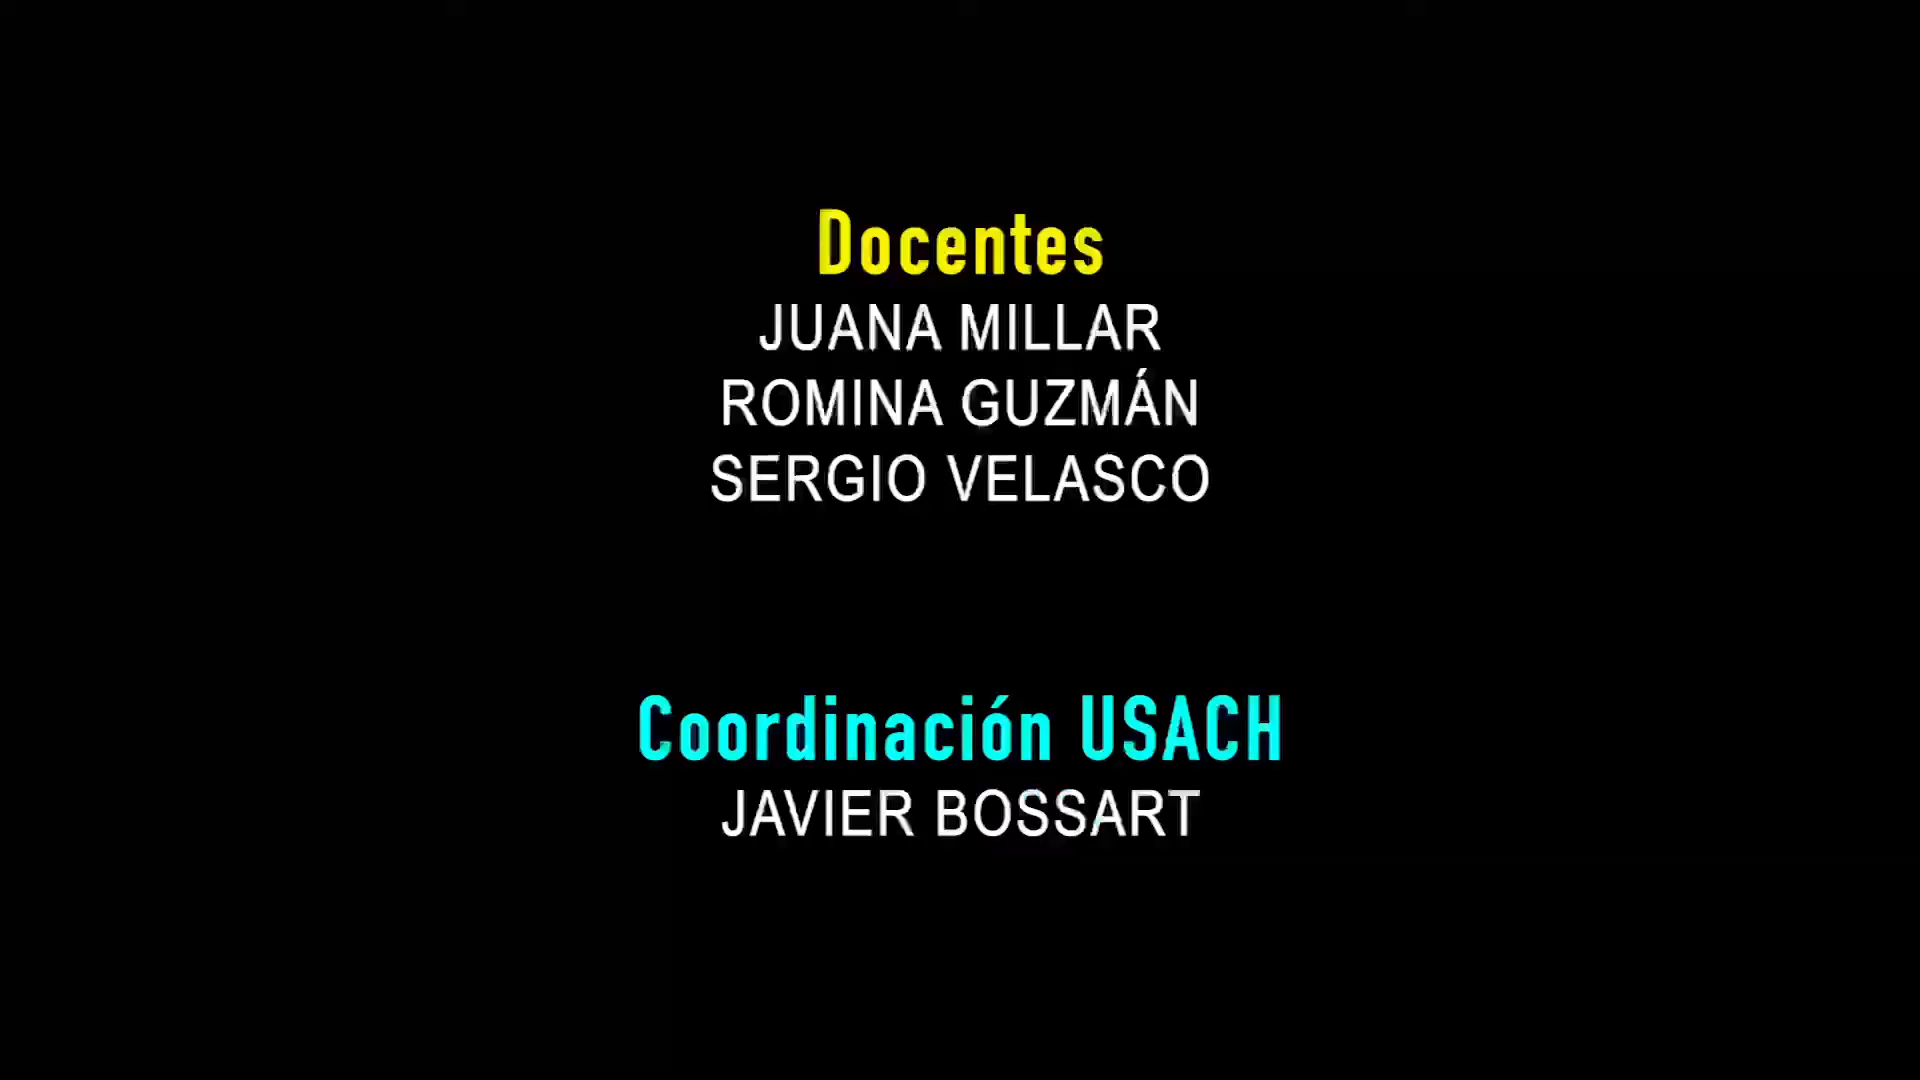 Docentes
JUANA MILLAR
ROMINA GUZMÁN
SERGIO VELASCO
Coordinación USACH
JAVIER BOSSART